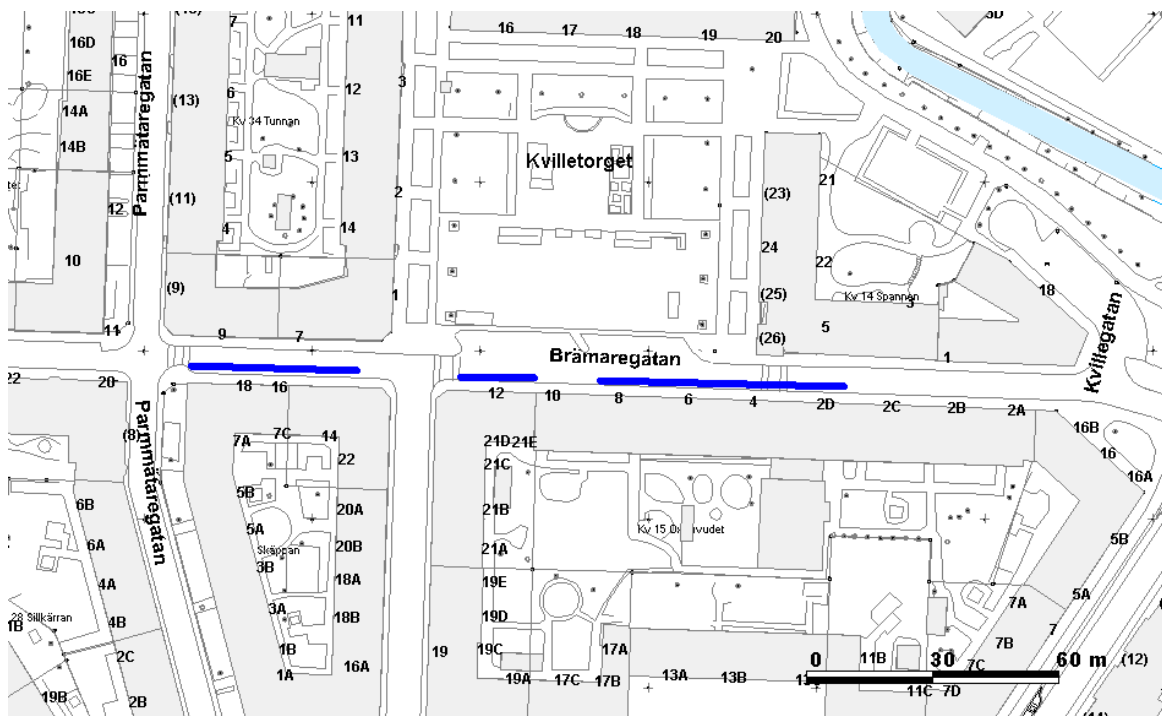 16D
16E
14A
14B
16
12
10
11
Parmmätaregatan
(13)
(11)
(9)
7
6
5
4
Kv 34 Tunnan
11
12
13
14
3
2
1
9
7
16
17
18
19
20
Kvilletorget
(23)
24
(25)
(26)
21
22
Kv 14 Spannen
3
5
1
18
Kvillegatan
Brämaregatan
22
20
18
16
12
10
8
6
4
2D
2C
2B
2A
16B
16
16A
(8)
Parmmätaregatan
7A
7C
14
22
5B
5A
20A
Skäppan
20B
3B
18A
3A
18B
1B
1A
16A
6B
6A
4A
4B
2C
2B
28 Sillkärran
1B
19B
21D
21E
21C
21B
21A
19E
19D
19C
19
19A
17C
17B
17A
13A
13B
11B
11C
7D
7C
7B
7A
7
5A
5B
(12)
0
30
60 m